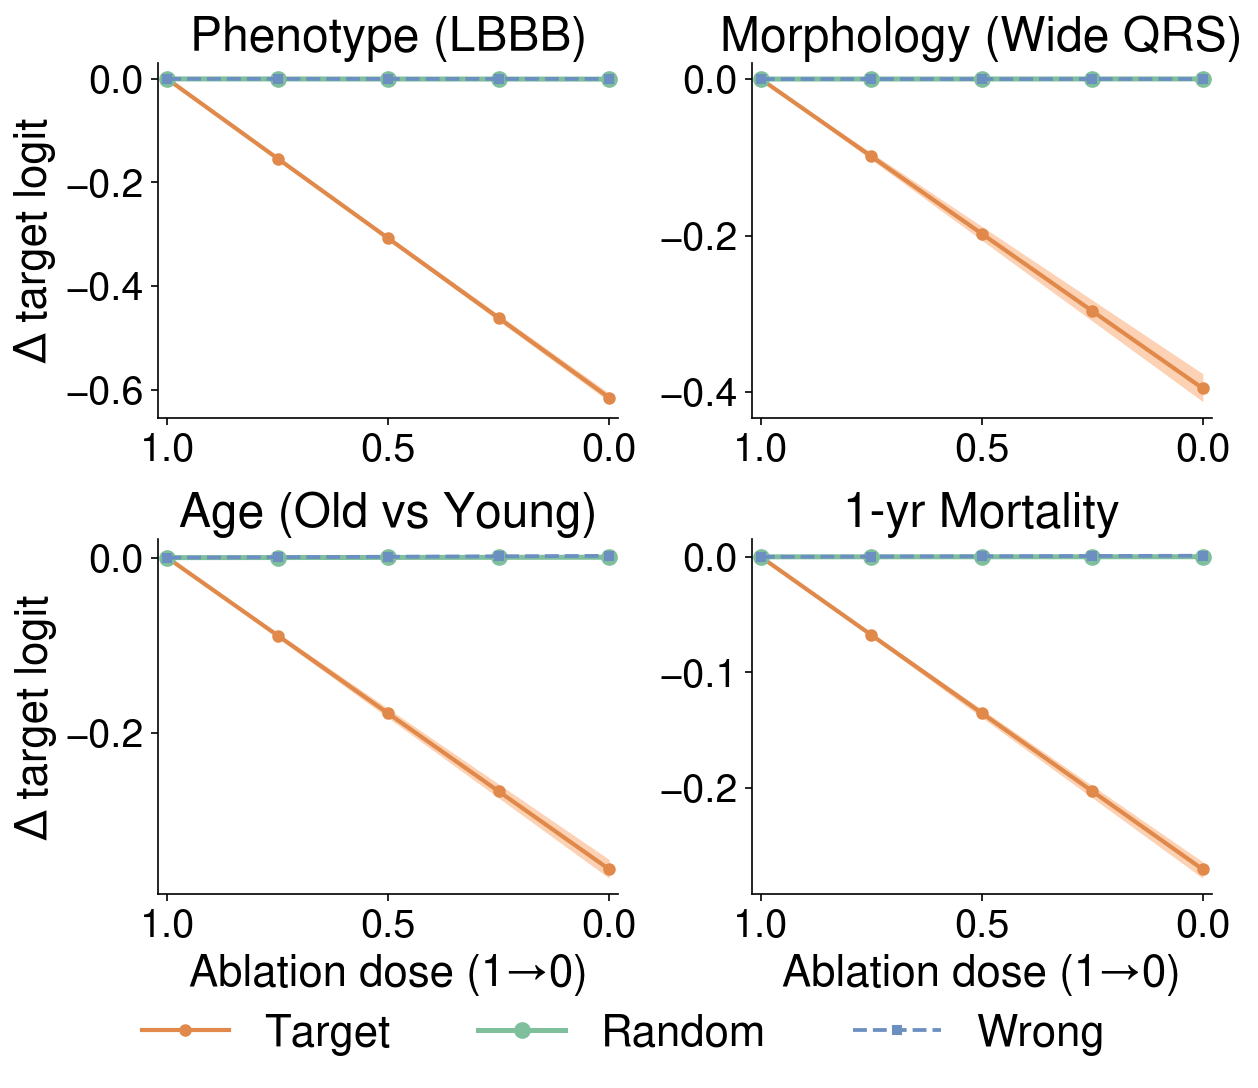 Phenotype (LBBB)
Δ target logit
0.0
−0.2
−0.4
−0.6
1.0 0.5 0.0
Morphology (Wide QRS)
0.0
−0.2
−0.4
1.0 0.5 0.0
Age (Old vs Young)
Δ target logit
0.0
−0.2
1.0 0.5 0.0
Ablation dose (1→0)
1-yr Mortality
0.0
−0.1
−0.2
1.0 0.5 0.0
Ablation dose (1→0)
Target Random Wrong